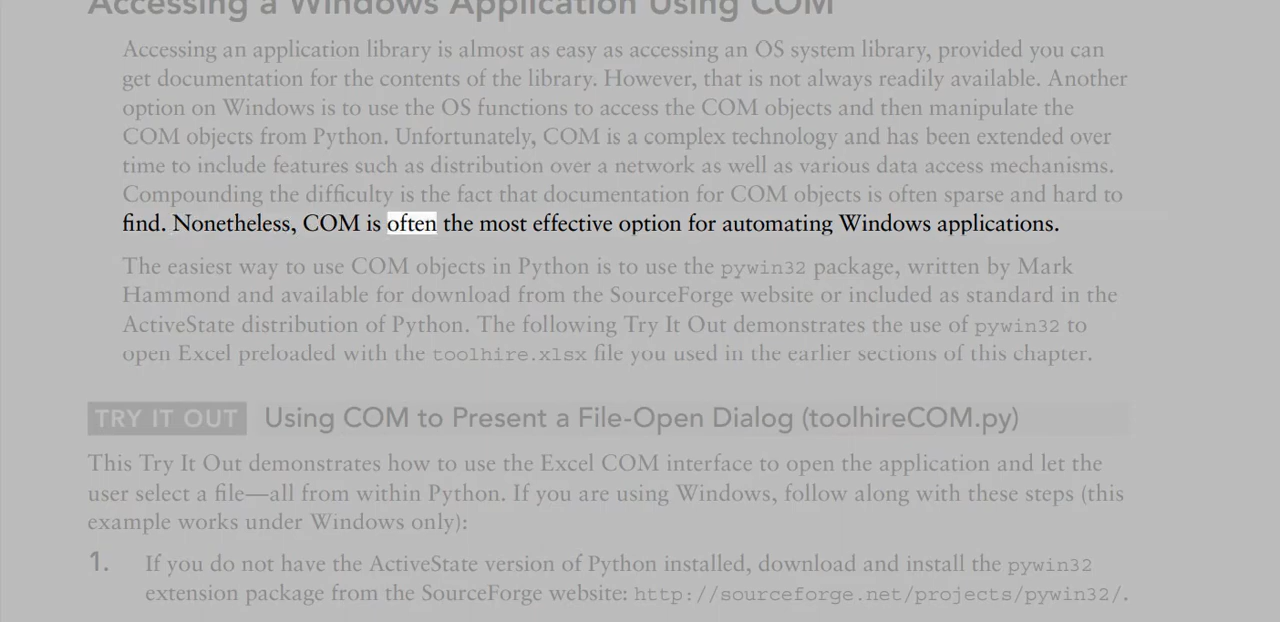 Accessing a Windows Application Using COM
Accessing an application library is almost as easy as accessing an OS system library, provided you can
get documentation for the contents of the library. However, that is not always readily available. Another
option on Windows is to use the OS functions to access the COM objects and then manipulate the
COM objects from Python. Unfortunately, COM is a complex technology and has been extended over
time to include features such as distribution over a network as well as various data access mechanisms.
Compounding the difficulty is the fact that documentation for COM objects is often sparse and hard to
find. Nonetheless, COM is often the most effective option for automating Windows applications.
The easiest way to use COM objects in Python is to use the pywin32 package, written by Mark
Hammond and available for download from the SourceForge website or included as standard in the
ActiveState distribution of Python. The following Try It Out demonstrates the use of pywin32 to
open Excel preloaded with the toolhire.xlsx file you used in the earlier sections of this chapter.
TRY IT OUT Using COM to Present a File-Open Dialog (toolhireCOM.py)
This Try It Out demonstrates how to use the Excel COM interface to open the application and let the
user select a file—all from within Python. If you are using Windows, follow along with these steps (this
example works under Windows only):
1. If you do not have the ActiveState version of Python installed, download and install the pywin32
extension package from the SourceForge website: http://sourceforge.net/projects/pywin32/.